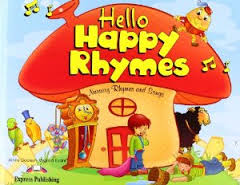 Hello
Happy
Rhymes
Nursery Rhymes and Songs
Express Publishing